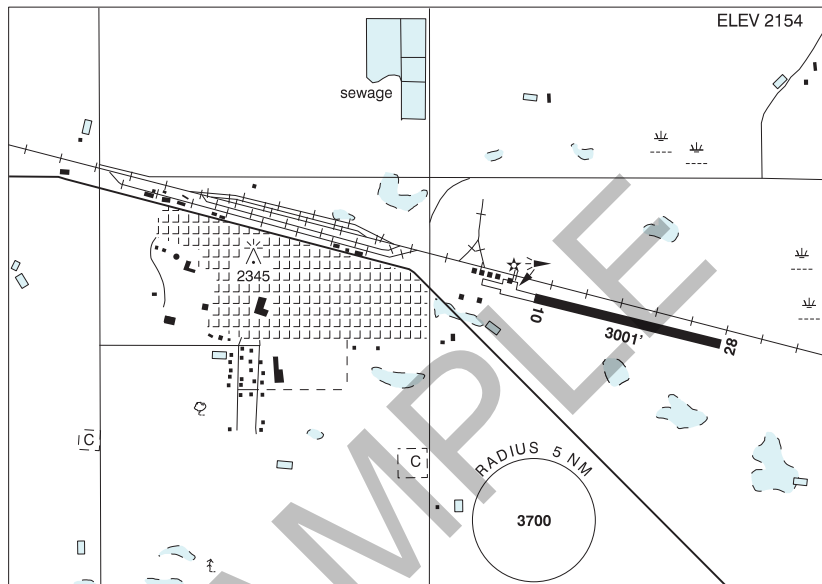 ELEV 2154
sewage
2345
10
3001'
28
C
C
RADIUS 5 NM
3700
SAMPLE